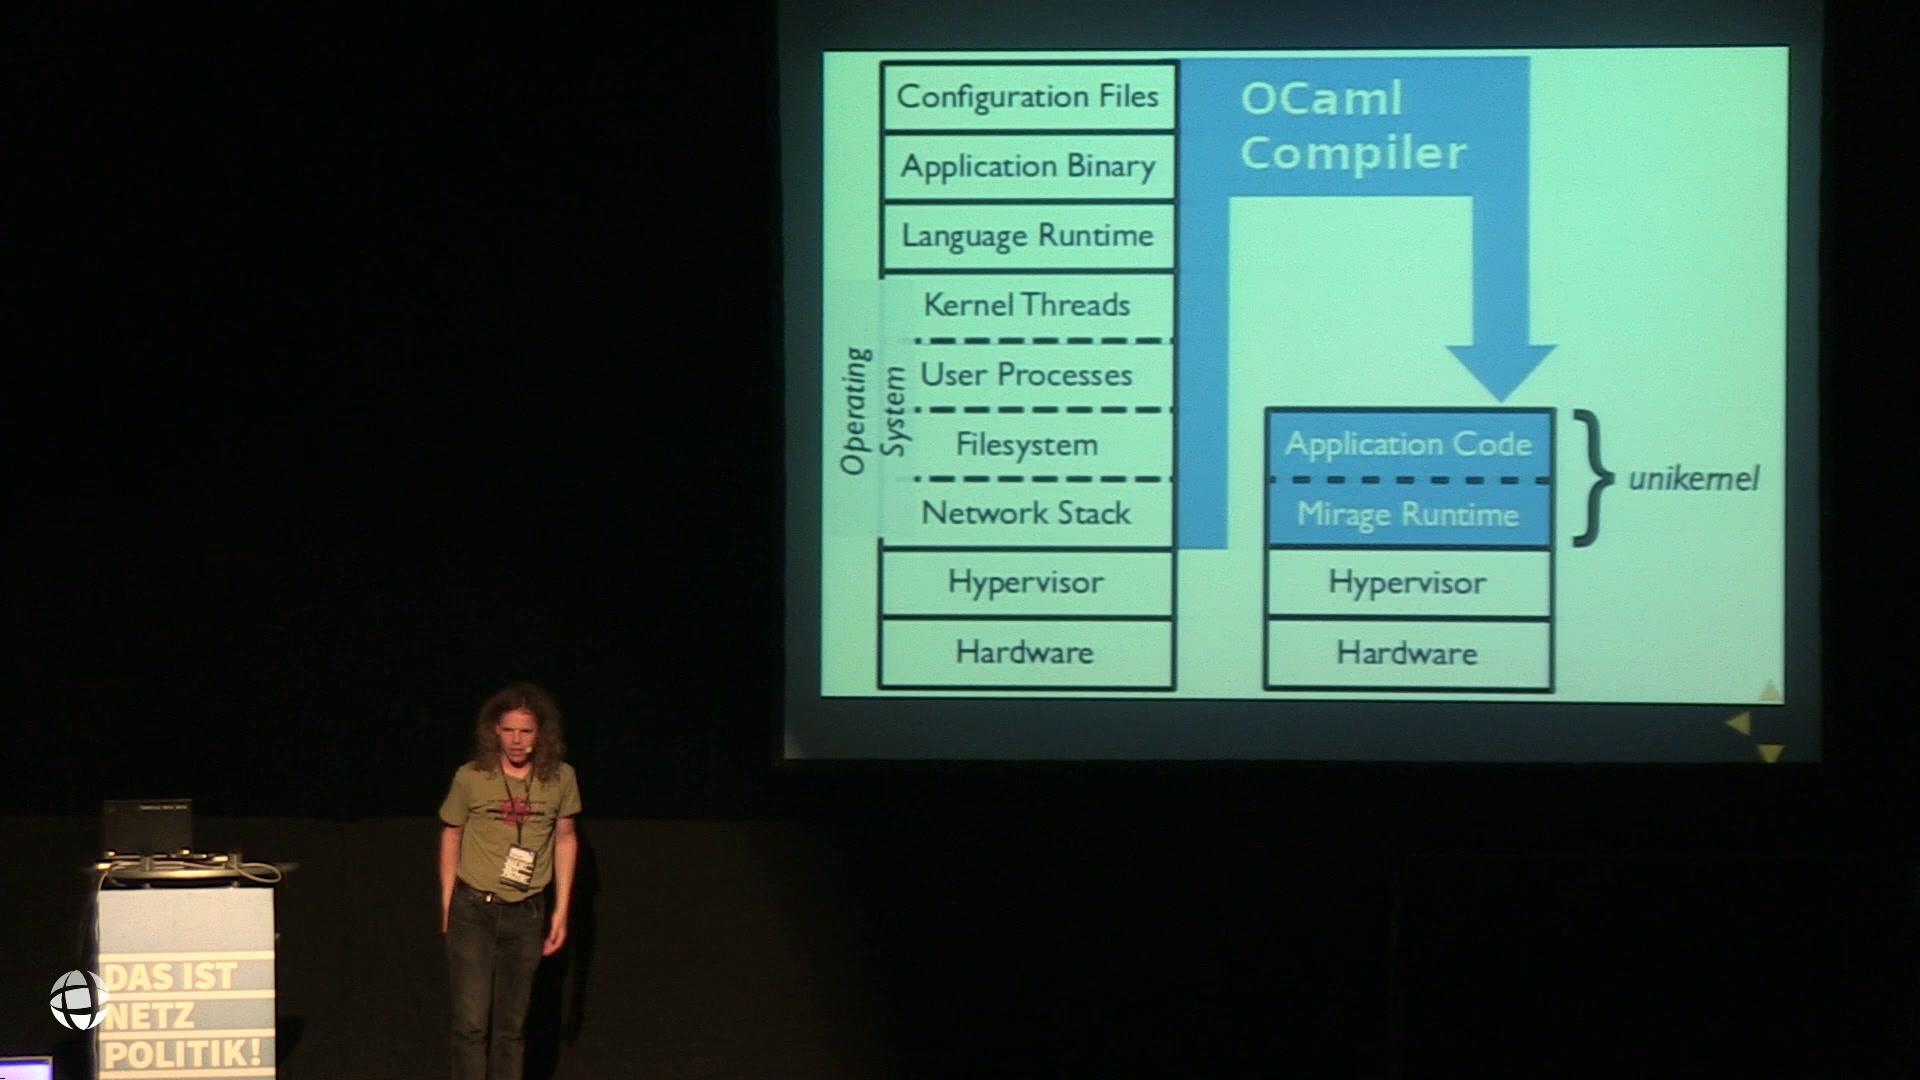 Configuration Files
Application Binary
Language Runtime
Kernel Threads
User Processes
Filesystem
Network Stack
Hypervisor
Hardware
Operating
System
OCaml
Compiler
Application Code
Mirage Runtime
Hypervisor
Hardware
unikernel
DAS IST
NETZ
POLITIK!